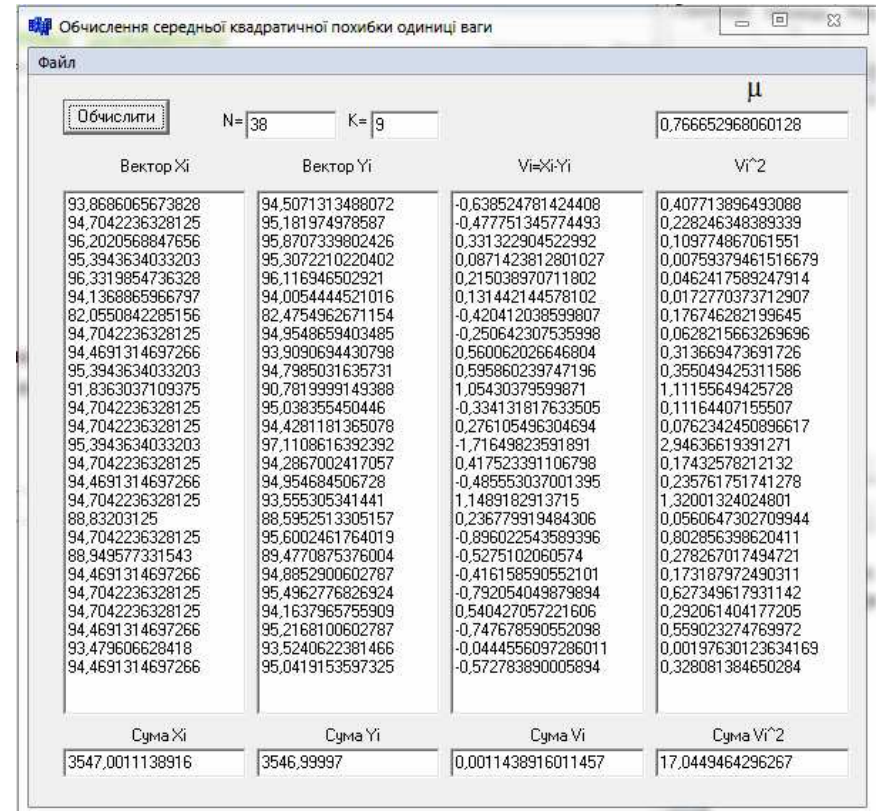 Обчислення середньої квадратичної похибки одиниці ваги
Файл
μ
Обчислити N= 38 K= 9 0,766652968060128
Вектор Xi Вектор Yi Vi=Xi-Yi Vi^2
93,8686065673828 94,5071313488072 -0,638524781424408 0,407713896493088
94,7042236328125 95,181974978587 -0,477751345774493 0,228246348389339
96,2020568847656 95,8707339802426 0,331322904522992 0,109774867061551
95,3943634033203 95,3072210220402 0,0871423812801027 0,00759379461516679
96,3319854736328 96,116946502921 0,215038970711802 0,0462417589247914
94,1368865966797 94,0054444521016 0,131442144578102 0,0172770373712907
82,0550842285156 82,4754962671154 -0,420412038599807 0,176746282199645
94,7042236328125 94,9548659403485 -0,250642307535998 0,0628215663269696
94,4691314697266 93,9090694430798 0,560062026646804 0,313669473691726
95,3943634033203 94,7985031635731 0,595860239747196 0,355049425311586
91,8363037109375 90,7819999149388 1,05430379599871 1,11155649425728
94,7042236328125 95,038355450446 -0,334131817633505 0,11164407155507
94,7042236328125 94,4281181365078 0,276105496304694 0,0762342450896617
95,3943634033203 97,1108616392392 -1,71649823591891 2,94636619391271
94,7042236328125 94,2867002417057 0,417523391106798 0,17432578212132
94,4691314697266 94,954684506728 -0,485553037001395 0,235761751741278
94,7042236328125 93,555305341441 1,1489182913715 1,32001324024801
88,83203125 88,5952513305157 0,236779919484306 0,0560647302709944
94,7042236328125 95,6002461764019 -0,896022543589396 0,802856398620411
88,949577331543 89,4770875376004 -0,5275102060574 0,278267017494721
94,4691314697266 94,8852900602787 -0,416158590552101 0,173187972490311
94,7042236328125 95,4962776826924 -0,792054049879894 0,627349617931142
94,7042236328125 94,1637965755909 0,540427057221606 0,292061404177205
94,4691314697266 95,2168100602787 -0,747678590552098 0,559023274769972
93,479606628418 93,5240622381466 -0,0444556097286011 0,00197630123634169
94,4691314697266 95,0419153597325 -0,572783890005894 0,328081384650284
Сума Xi Сума Yi Сума Vi Сума Vi^2
3547,0011138916 3546,99997 0,0011438916011457 17,0449464296267